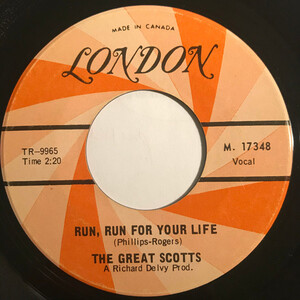 MADE IN CANADA
LONDON
TR-9965
Time 2:20
M. 17348
Vocal
RUN, RUN FOR YOUR LIFE
(Phillips-Rogers)
THE GREAT SCOTTS
A Richard Delvy Prod.